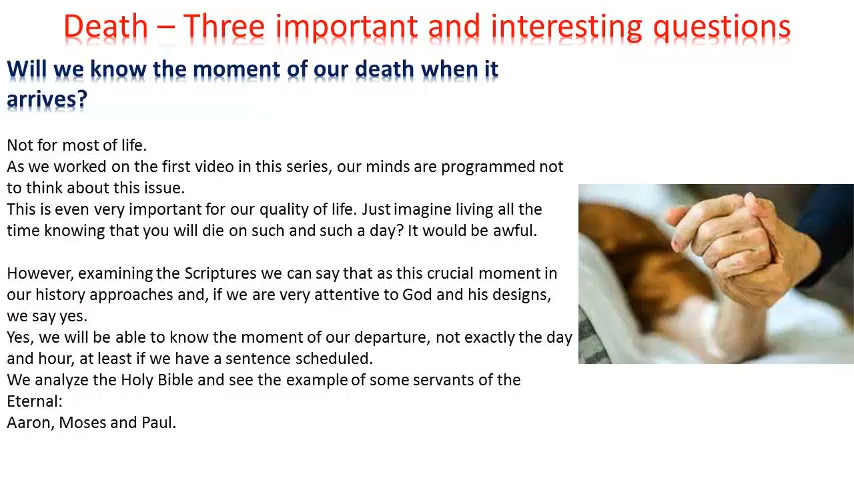 Death – Three important and interesting questions
Will we know the moment of our death when it
arrives?
Not for most of life.
As we worked on the first video in this series, our minds are programmed not
to think about this issue.
This is even very important for our quality of life. Just imagine living all the
time knowing that you will die on such and such a day? It would be awful.
However, examining the Scriptures we can say that as this crucial moment in
our history approaches and, if we are very attentive to God and his designs,
we say yes.
Yes, we will be able to know the moment of our departure, not exactly the day
and hour, at least if we have a sentence scheduled.
We analyze the Holy Bible and see the example of some servants of the
Eternal:
Aaron, Moses and Paul.